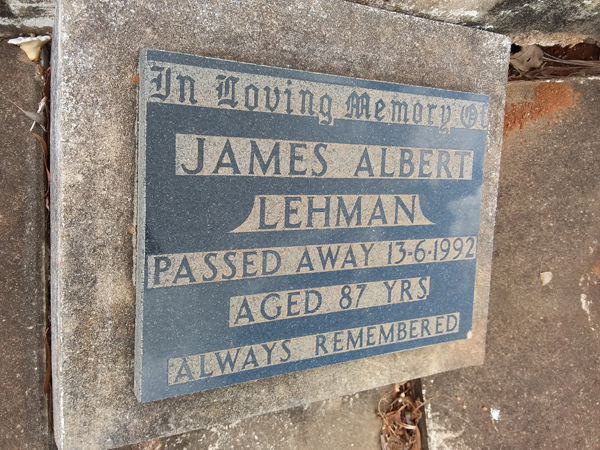 In Loving Memory Of
JAMES ALBERT
LEHMAN
PASSED AWAY 13-6-1992
AGED 87 YRS
ALWAYS REMEMBERED